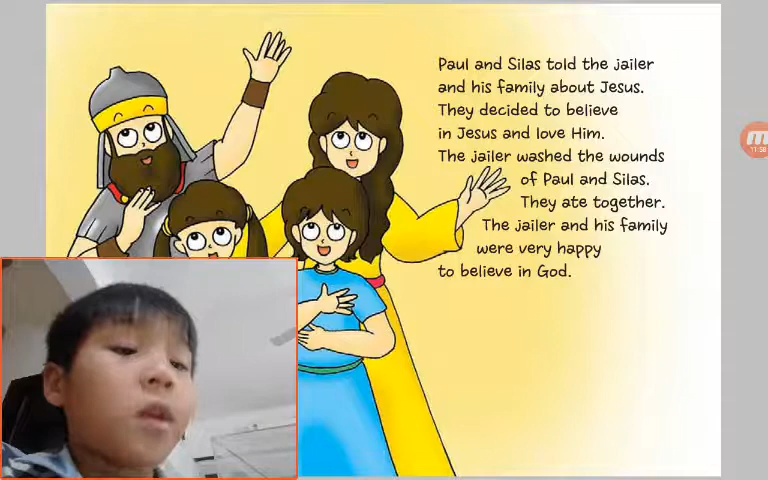 Paul and Silas told the jailer
and his family about Jesus.
They decided to believe
in Jesus and love Him.
The jailer washed the wounds
of Paul and Silas.
They ate together.
The jailer and his family
were very happy
to believe in God.
11:58